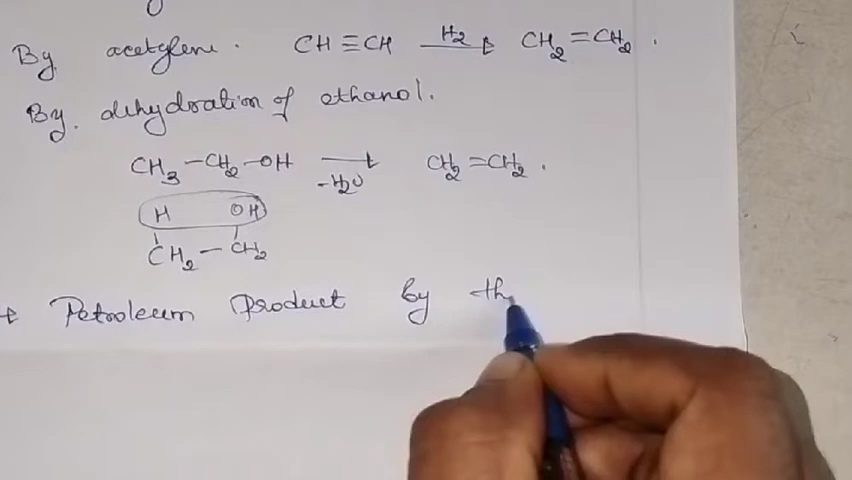 By acetylene. CH≡CH —H2→ CH2=CH2.
By. dehydration of ethanol.
CH3-CH2-OH —-H2O→ CH2=CH2.
H OH
CH2-CH2
Petroleum Product by th